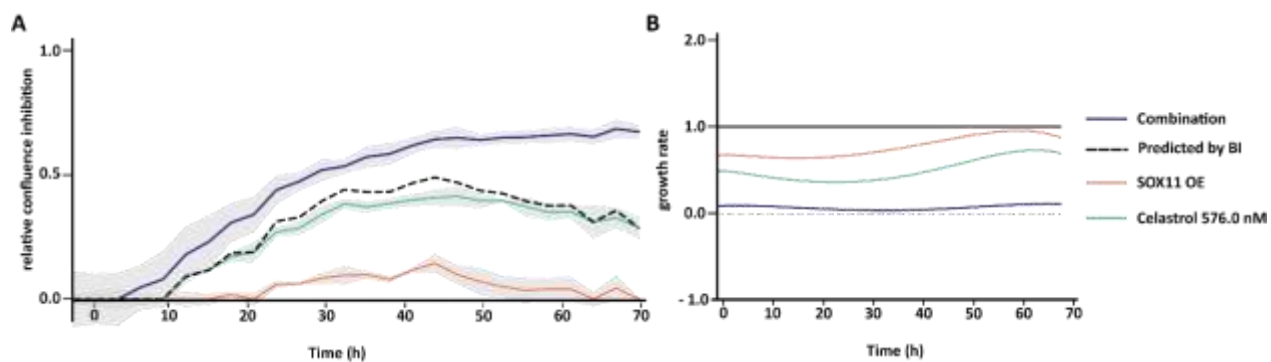 A
relative confluence inhibition
1.0
0.5
0.0
0 10 20 30 40 50 60 70
Time (h)
B
growth rate
2.0
1.0
0.0
- 1.0
0 10 20 30 40 50 60 70
Time (h)
Combination
Predicted by BI
SOX11 OE
Celastrol 576.0 nM